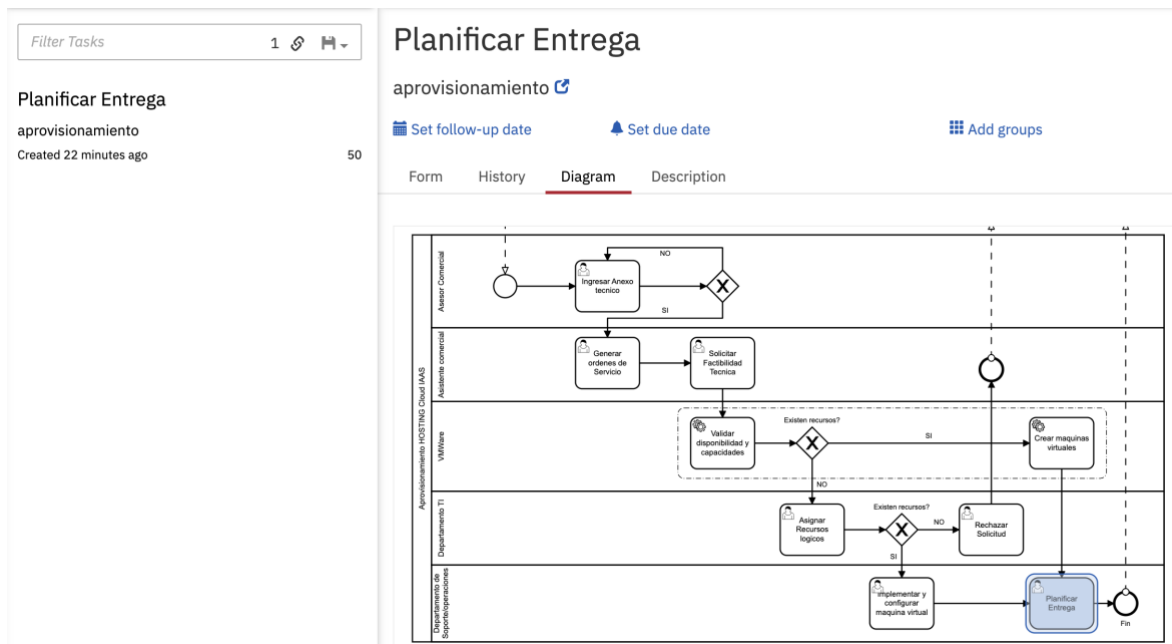 Filter Tasks
1
Planificar Entrega
aprovisionamiento
Created 22 minutes ago
50
Planificar Entrega
aprovisionamiento
Set follow-up date
Set due date
Add groups
Form
History
Diagram
Description
Aprovisionamiento HOSTING Cloud IAAS
Asesor Comercial
Ingresar Anexo
tecnico
NO
X
SI
Asistente comercial
Generar
ordenes de
Servicio
Solicitar
Factibilidad
Tecnica
VMWare
Validar
disponibilidad y
capacidades
Existen recursos?
X
SI
NO
Crear maquinas
virtuales
Departamento TI
Asignar
Recursos
logicos
Existen recursos?
X
NO
SI
Rechazar
Solicitud
Departamento de
Soporte/operaciones
Implementar y
configurar
maquina virtual
Planificar
Entrega
Fin